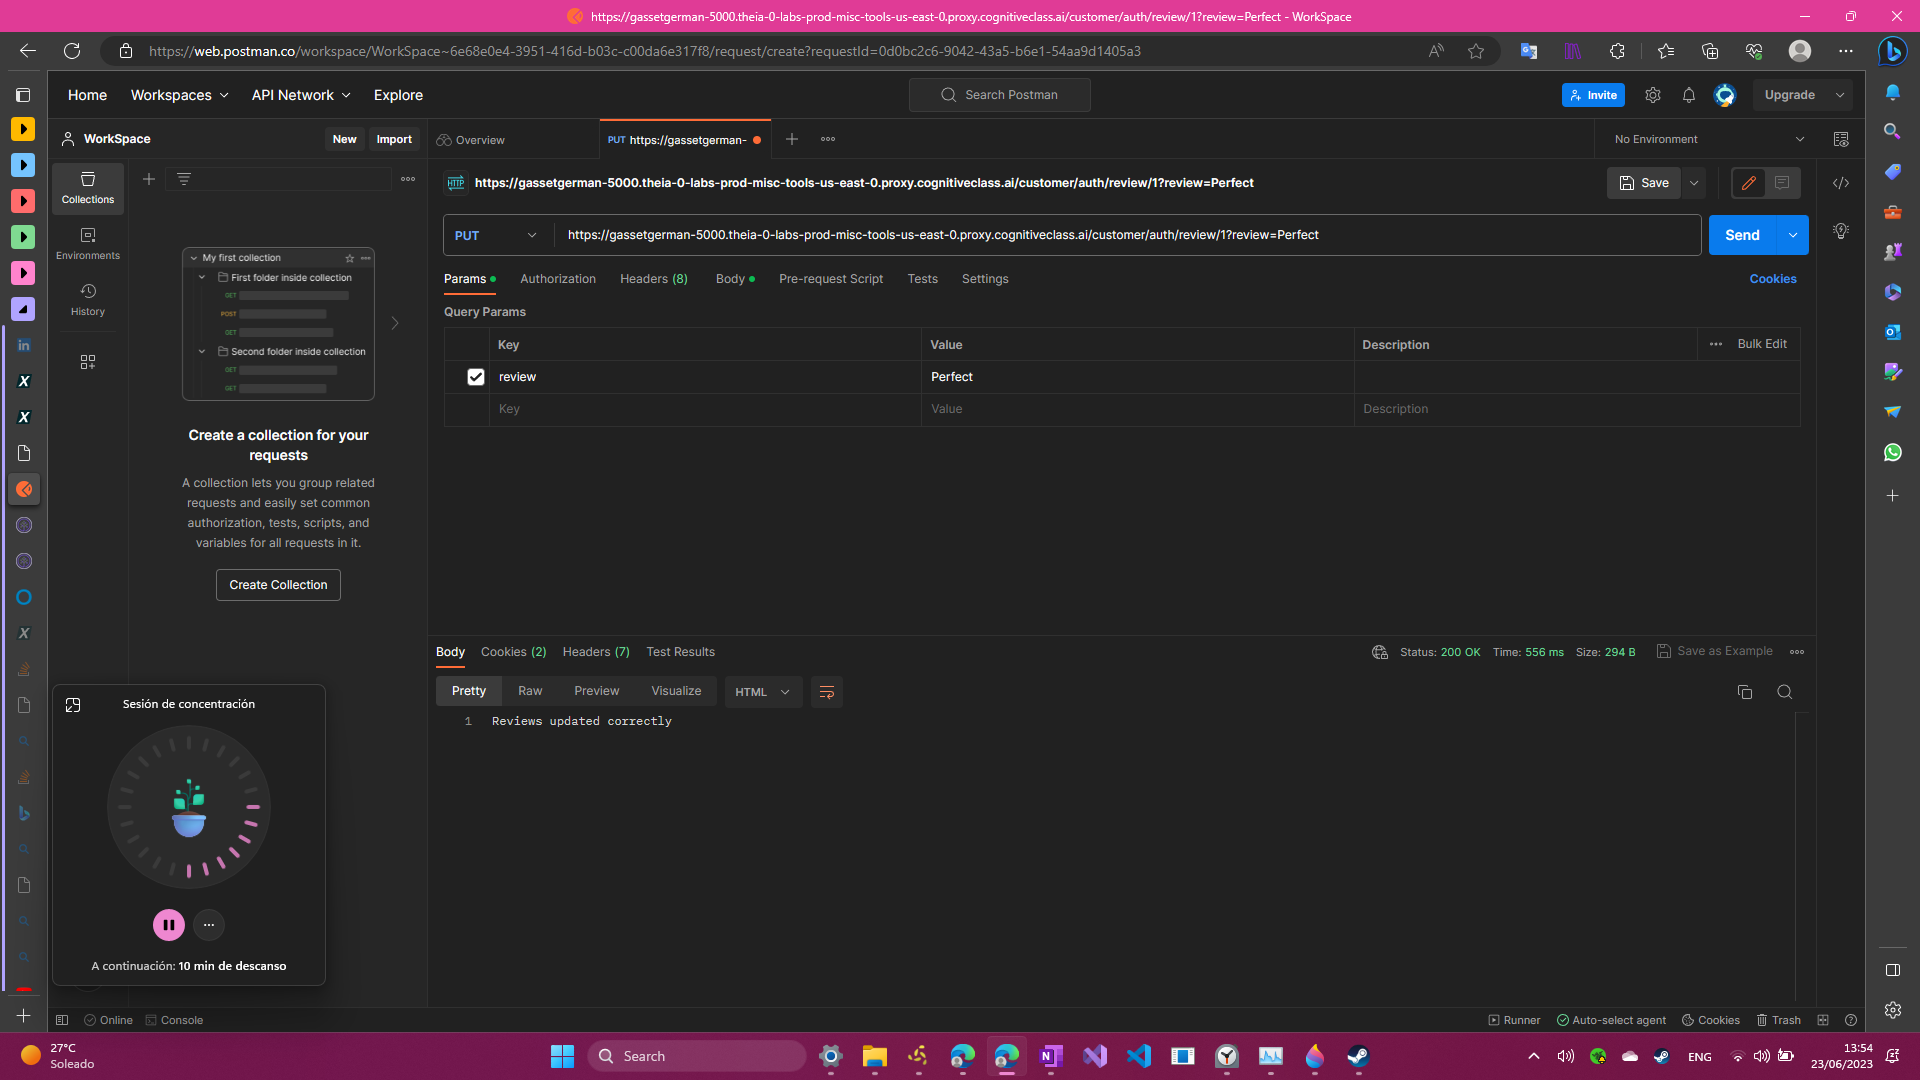 https://gassetgerman-5000.theia-0-labs-prod-misc-tools-us-east-0.proxy.cognitiveclass.ai/customer/auth/review/1?review=Perfect - WorkSpace
https://web.postman.co/workspace/WorkSpace~6e68e0e4-3951-416d-b03c-c00da6e317f8/request/create?requestId=0d0bc2c6-9042-43a5-b6e1-54aa9d1405a3
Home Workspaces API Network Explore Search Postman Invite Upgrade
WorkSpace New Import Overview PUT https://gassetgerman- No Environment
HTTP https://gassetgerman-5000.theia-0-labs-prod-misc-tools-us-east-0.proxy.cognitiveclass.ai/customer/auth/review/1?review=Perfect Save
Collections
Environments
History
My first collection
First folder inside collection
GET
POST
GET
Second folder inside collection
GET
GET
Create a collection for your
requests
A collection lets you group related
requests and easily set common
authorization, tests, scripts, and
variables for all requests in it.
Create Collection
PUT https://gassetgerman-5000.theia-0-labs-prod-misc-tools-us-east-0.proxy.cognitiveclass.ai/customer/auth/review/1?review=Perfect Send
Params Authorization Headers (8) Body Pre-request Script Tests Settings Cookies
Query Params
Key Value Description Bulk Edit
review Perfect
Key Value Description
Body Cookies (2) Headers (7) Test Results Status: 200 OK Time: 556 ms Size: 294 B Save as Example
Pretty Raw Preview Visualize HTML
1 Reviews updated correctly
Sesión de concentración
A continuación: 10 min de descanso
Online Console Runner Auto-select agent Cookies Trash
27°C
Soleado
Search
ENG
13:54
23/06/2023